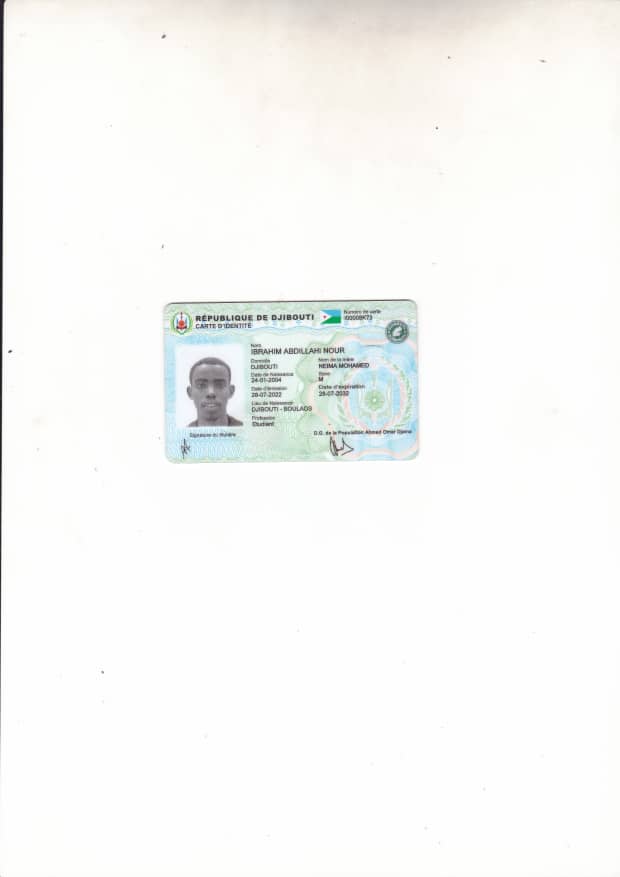 RÉPUBLIQUE DE DJIBOUTI
CARTE D'IDENTITÉ
Numéro de carte
Nom
IBRAHIM ABDILLAHI NOUR
Domicile
DJIBOUTI
Nom de la mère
NEIMA MOHAMED
Date de Naissance
24-01-2004
Sexe
M
Date d'émission
28-07-2022
Date d'expiration
28-07-2032
Lieu de Naissance
DJIBOUTI - BOULAOS
Profession
Etudiant
Signature du titulaire
D.G. de la Population Ahmed Omar Djama